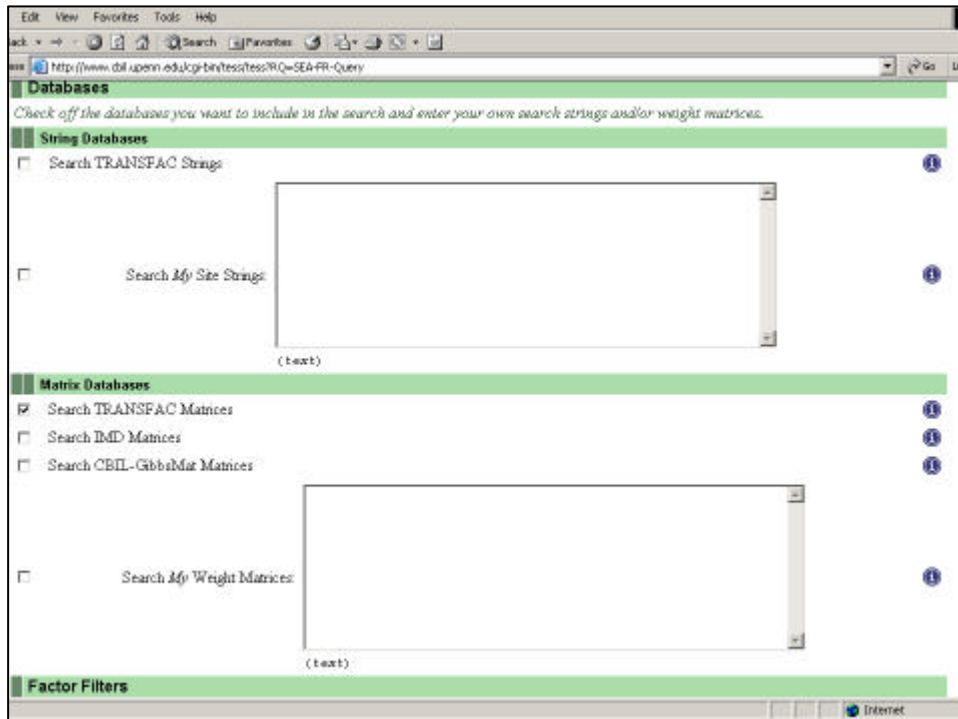 Edit View Favorites Tools Help
Search Favorites
http://www.cbil.upenn.edu/cgi-bin/tess/tess?RQ=SEA-FR-Query Go
Databases
Check off the databases you want to include in the search and enter your own search strings and/or weight matrices.
String Databases
Search TRANSFAC Strings
Search My Site Strings:
(text)
Matrix Databases
Search TRANSFAC Matrices
Search IMD Matrices
Search CBIL-GibbsMat Matrices
Search My Weight Matrices:
(text)
Factor Filters
Internet